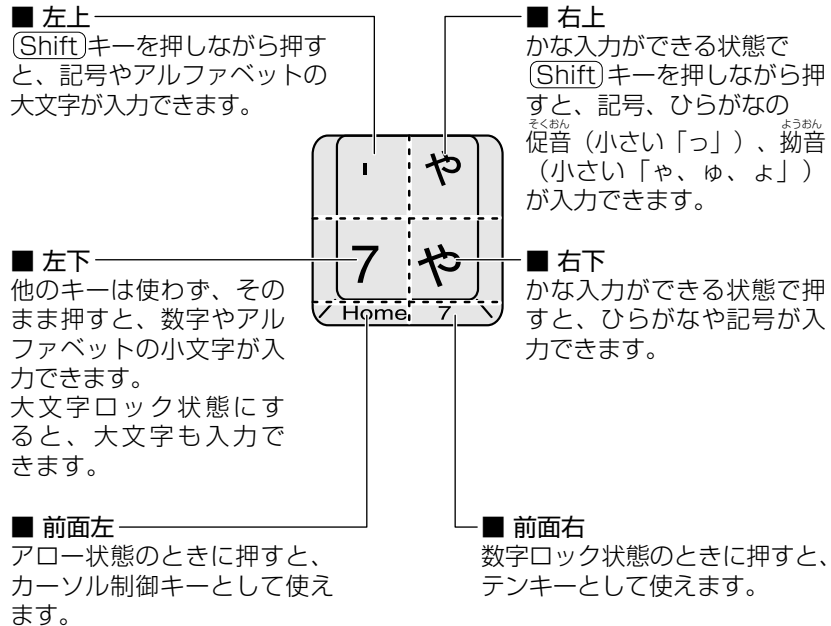 ■ 左上
Shiftキーを押しながら押す
と、記号やアルファベットの
大文字が入力できます。
■ 右上
かな入力ができる状態で
Shiftキーを押しながら押
すと、記号、ひらがなの
そくおん ようおん
促音（小さい「っ」）、拗音
（小さい「ゃ、ゅ、ょ」）
が入力できます。
' ゃ
7 や
Home 7
■ 左下
他のキーは使わず、その
まま押すと、数字やアル
ファベットの小文字が入
力できます。
大文字ロック状態にす
ると、大文字も入力で
きます。
■ 右下
かな入力ができる状態で押
すと、ひらがなや記号が入
力できます。
■ 前面左
アロー状態のときに押すと、
カーソル制御キーとして使え
ます。
■ 前面右
数字ロック状態のときに押すと、
テンキーとして使えます。